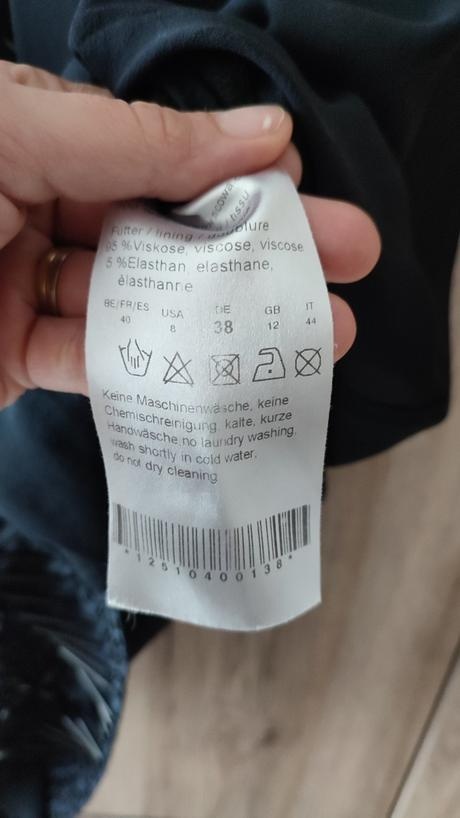 Futter / lining / doublure
95 %Viskose, viscose, viscose
5 %Elasthan, elasthane,
élasthanne
BE/FR/ES USA DE GB IT
40 8 38 12 44
Keine Maschinenwäsche, keine
Chemischreinigung, kalte, kurze
Handwäsche,no laundry washing,
wash shortly in cold water,
do not dry cleaning
*12510400138*